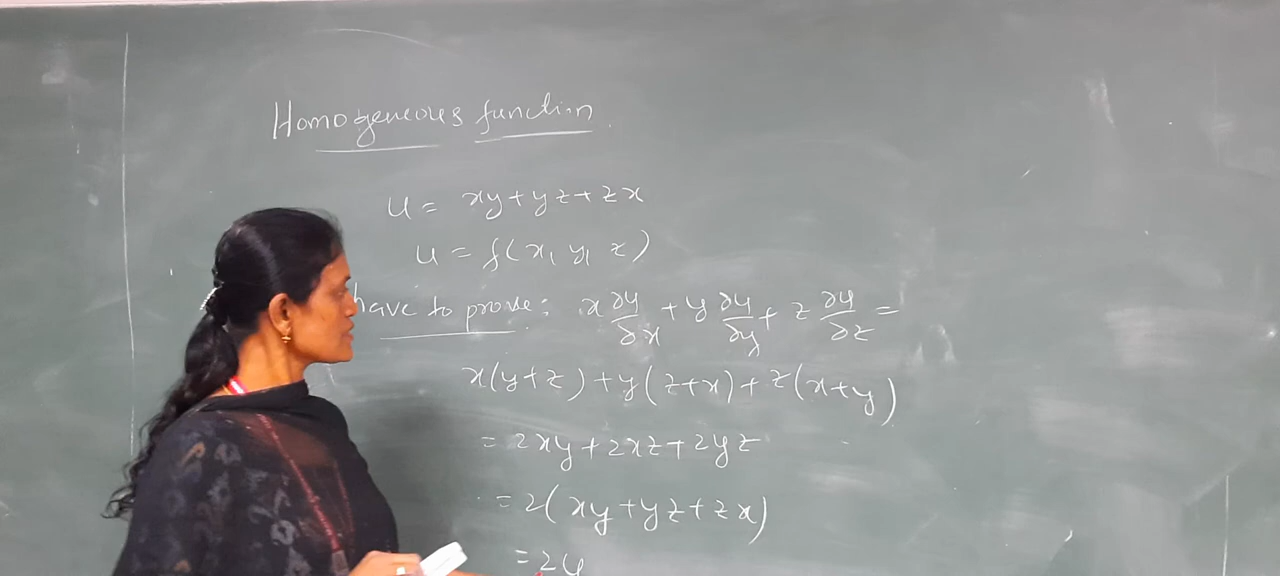 Homogeneous function
u = xy+yz+zx
u = f(x, y, z)
have to prove: x ∂u/∂x + y ∂u/∂y + z ∂u/∂z =
x(y+z)+y(z+x)+z(x+y)
= 2xy+2xz+2yz
= 2(xy+yz+zx)
= 2u